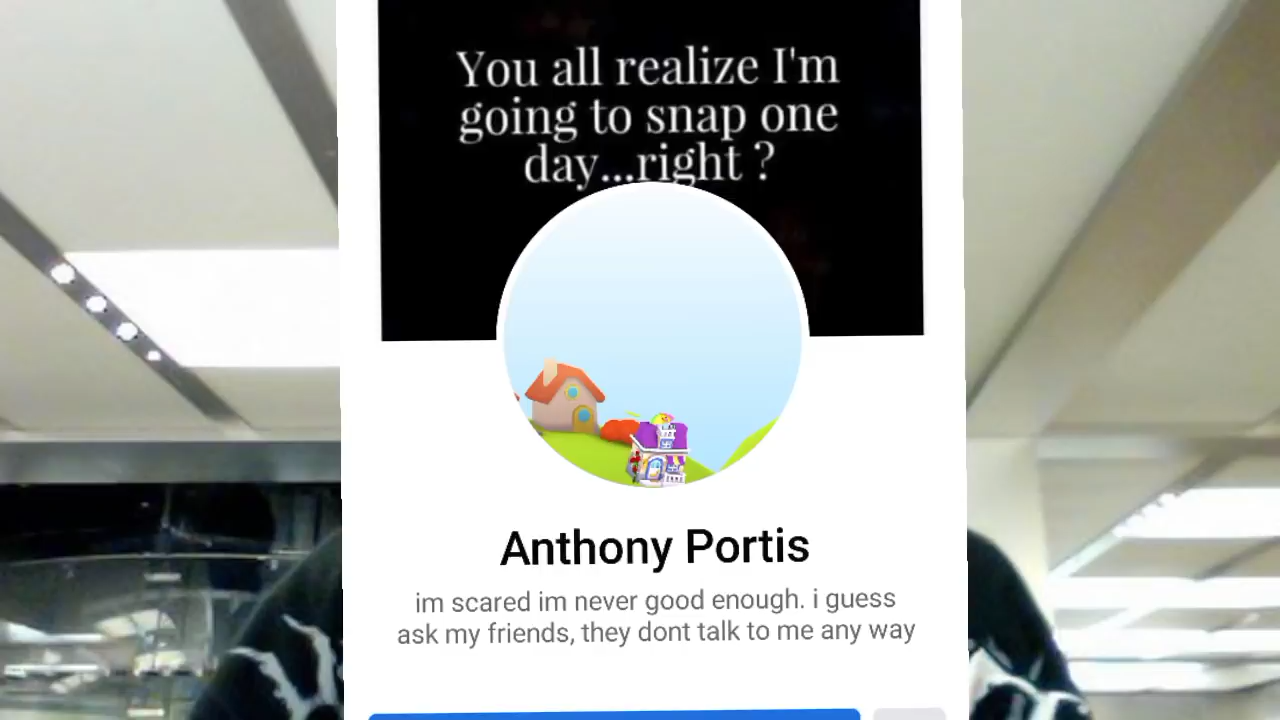 You all realize I'm
going to snap one
day...right ?
Anthony Portis
im scared im never good enough. i guess
ask my friends, they dont talk to me any way